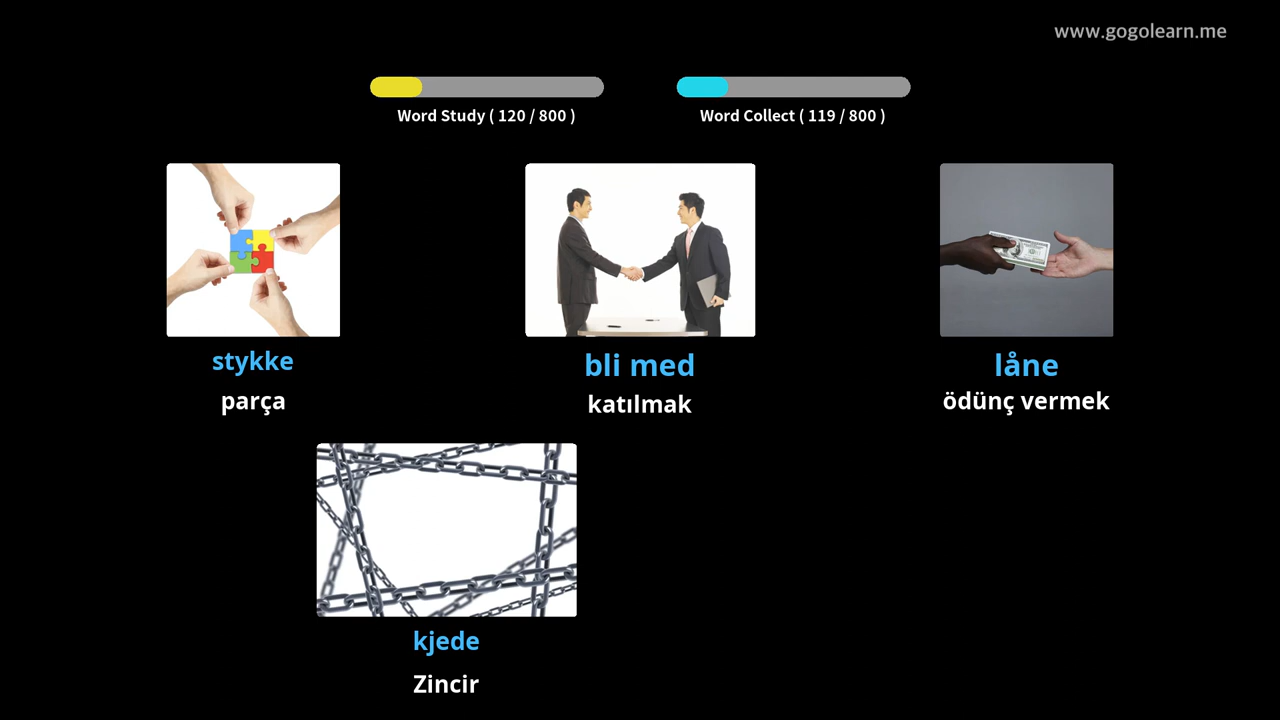 www.gogolearn.me
Word Study ( 120 / 800 )
Word Collect ( 119 / 800 )
stykke
parça
bli med
katılmak
låne
ödünç vermek
kjede
Zincir